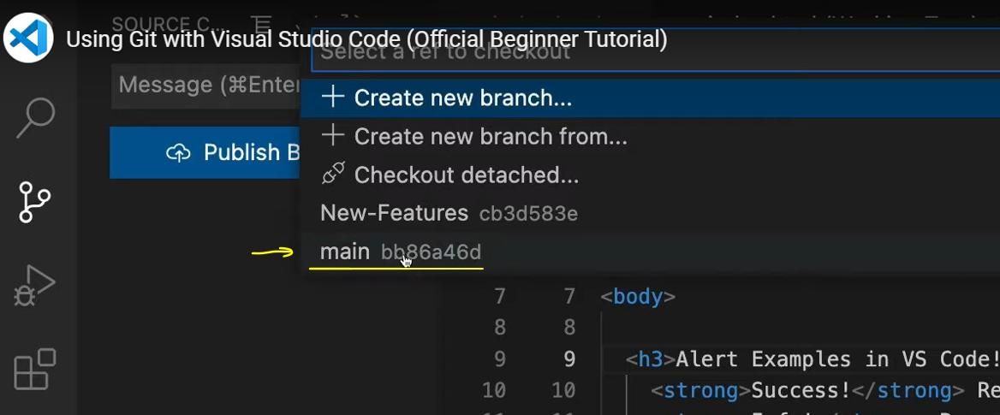 SOURCE C...
Using Git with Visual Studio Code (Official Beginner Tutorial)
Select a ref to checkout
Message (⌘Enter
Create new branch...
Create new branch from...
Publish B
Checkout detached...
New-Features cb3d583e
main bb86a46d
7 7 <body>
8 8
9 9 <h3>Alert Examples in VS Code!
10 10 <strong>Success!</strong> Re